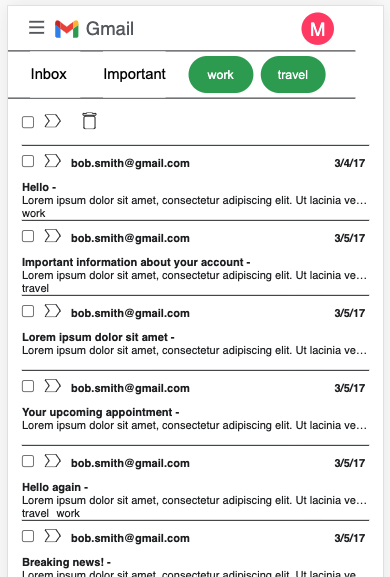 Gmail
M
Inbox Important work travel
bob.smith@gmail.com 3/4/17
Hello -
Lorem ipsum dolor sit amet, consectetur adipiscing elit. Ut lacinia ve...
work
bob.smith@gmail.com 3/5/17
Important information about your account -
Lorem ipsum dolor sit amet, consectetur adipiscing elit. Ut lacinia ve...
travel
bob.smith@gmail.com 3/5/17
Lorem ipsum dolor sit amet -
Lorem ipsum dolor sit amet, consectetur adipiscing elit. Ut lacinia ve...
bob.smith@gmail.com 3/5/17
Your upcoming appointment -
Lorem ipsum dolor sit amet, consectetur adipiscing elit. Ut lacinia ve...
bob.smith@gmail.com 3/5/17
Hello again -
Lorem ipsum dolor sit amet, consectetur adipiscing elit. Ut lacinia ve...
travel work
bob.smith@gmail.com 3/5/17
Breaking news! -
Lorem ipsum dolor sit amet, consectetur adipiscing elit. Ut lacinia ve...